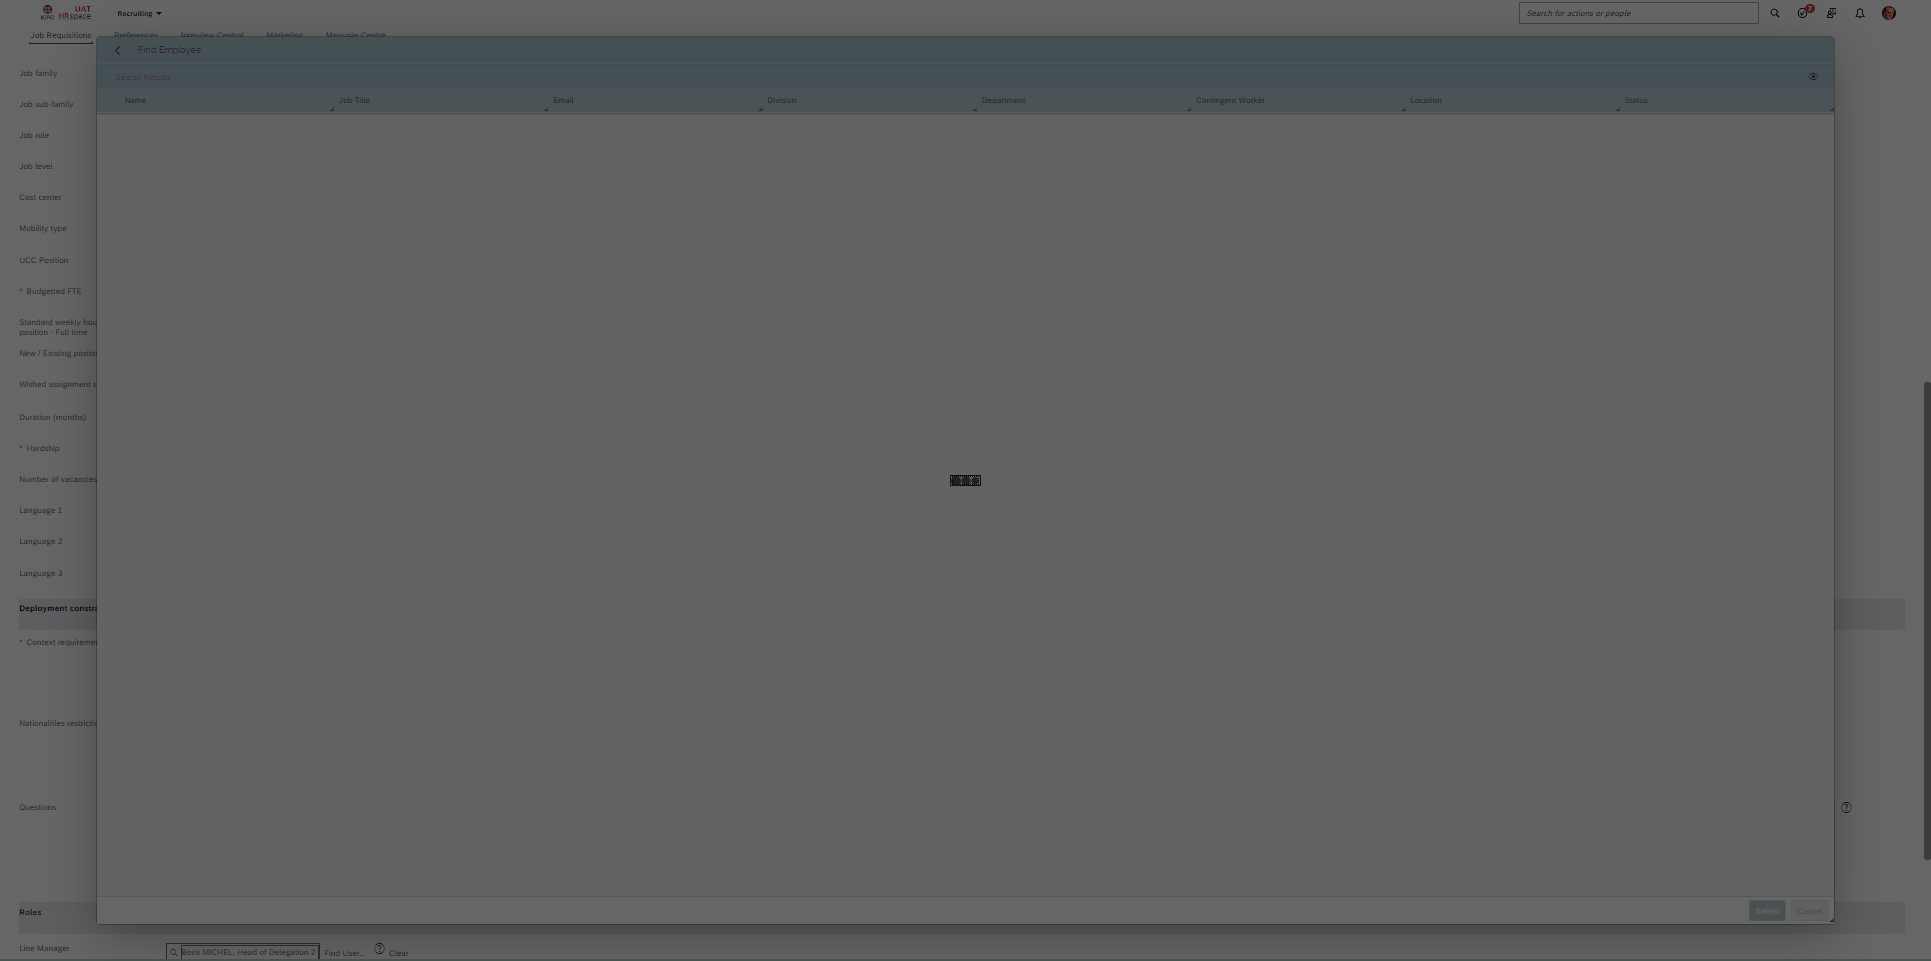 ICRC
UAT
HRspace
Recruiting
Search for actions or people
7
Job Requisitions
Preferences
Interview Central
Marketing
Message Centre
Find Employee
Search Results
Name
Job Title
Email
Division
Department
Contingent Worker
Location
Status
Job family
Job sub-family
Job role
Job level
Cost center
Mobility type
UCC Position
* Budgetted FTE
Standard weekly hou
position - Full time
New / Existing positio
Wished assignment s
Duration (months)
* Hardship
Number of vacancies
Language 1
Language 2
Language 3
Deployment constra
* Context requireme
Nationalities restrictio
Questions
?
Select
Cancel
Roles
Line Manager
Boris MICHEL, Head of Delegation 2
Find User..
?
Clear